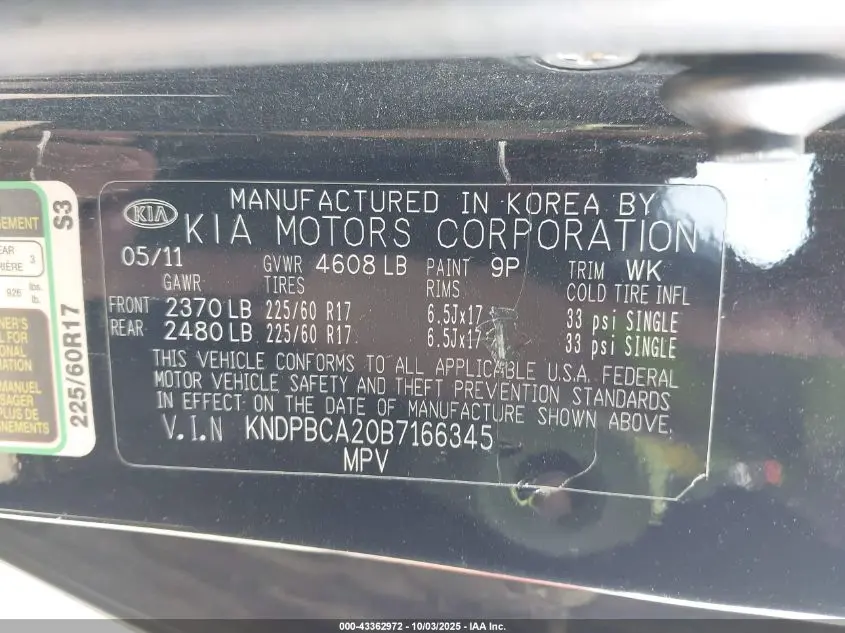 MANUFACTURED IN KOREA BY
KIA
KIA MOTORS CORPORATION
05/11 GVWR 4608 LB PAINT 9P TRIM WK
GAWR TIRES RIMS COLD TIRE INFL
FRONT 2370 LB 225/60 R17 6.5Jx17 33 psi SINGLE
REAR 2480 LB 225/60 R17 6.5Jx17 33 psi SINGLE
THIS VEHICLE CONFORMS TO ALL APPLICABLE U.S.A. FEDERAL
MOTOR VEHICLE SAFETY AND THEFT PREVENTION STANDARDS
IN EFFECT ON THE DATE OF MANUFACTURE SHOWN ABOVE.
V.I.N KNDPBCA20B7166345
MPV
S3
225/60R17
3
926 lbs.
lb.
000-43362972 - 10/03/2025 - IAA Inc.